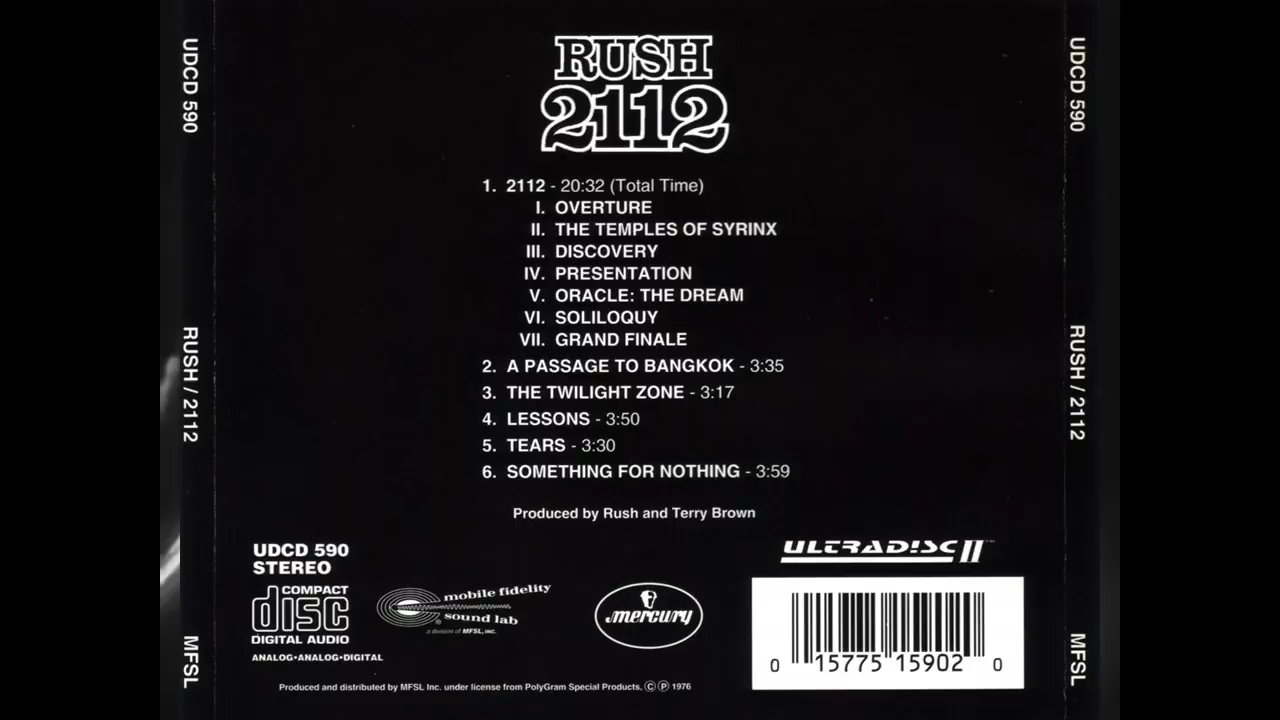 RUSH
2112
1. 2112 - 20:32 (Total Time)
I. OVERTURE
II. THE TEMPLES OF SYRINX
III. DISCOVERY
IV. PRESENTATION
V. ORACLE: THE DREAM
VI. SOLILOQUY
VII. GRAND FINALE
2. A PASSAGE TO BANGKOK - 3:35
3. THE TWILIGHT ZONE - 3:17
4. LESSONS - 3:50
5. TEARS - 3:30
6. SOMETHING FOR NOTHING - 3:59
Produced by Rush and Terry Brown
UDCD 590
STEREO
COMPACT
disc
DIGITAL AUDIO
ANALOG•ANALOG•DIGITAL
mobile fidelity
sound lab
®
a division of MFSL, INC.
mercury
ULTRADISC II™
0 15775 15902 0
Produced and distributed by MFSL Inc. under license from PolyGram Special Products, Ⓒ Ⓟ 1976
UDCD 590
RUSH / 2112
MFSL
UDCD 590
RUSH / 2112
MFSL